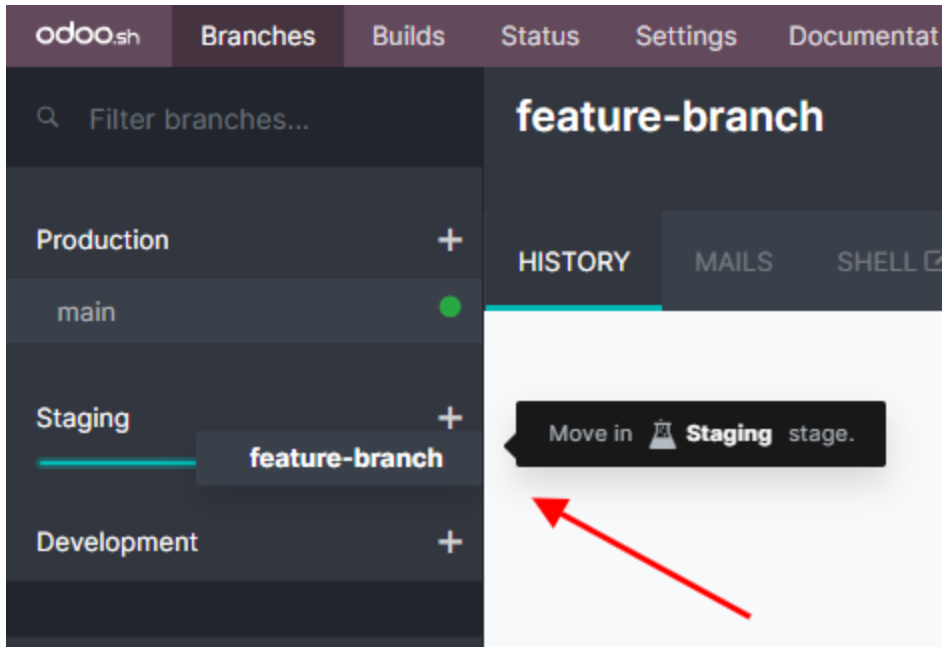 odoo.sh Branches Builds Status Settings Documentat
Filter branches...
feature-branch
Production +
HISTORY MAILS SHELL
main
Staging +
Move in Staging stage.
feature-branch
Development +